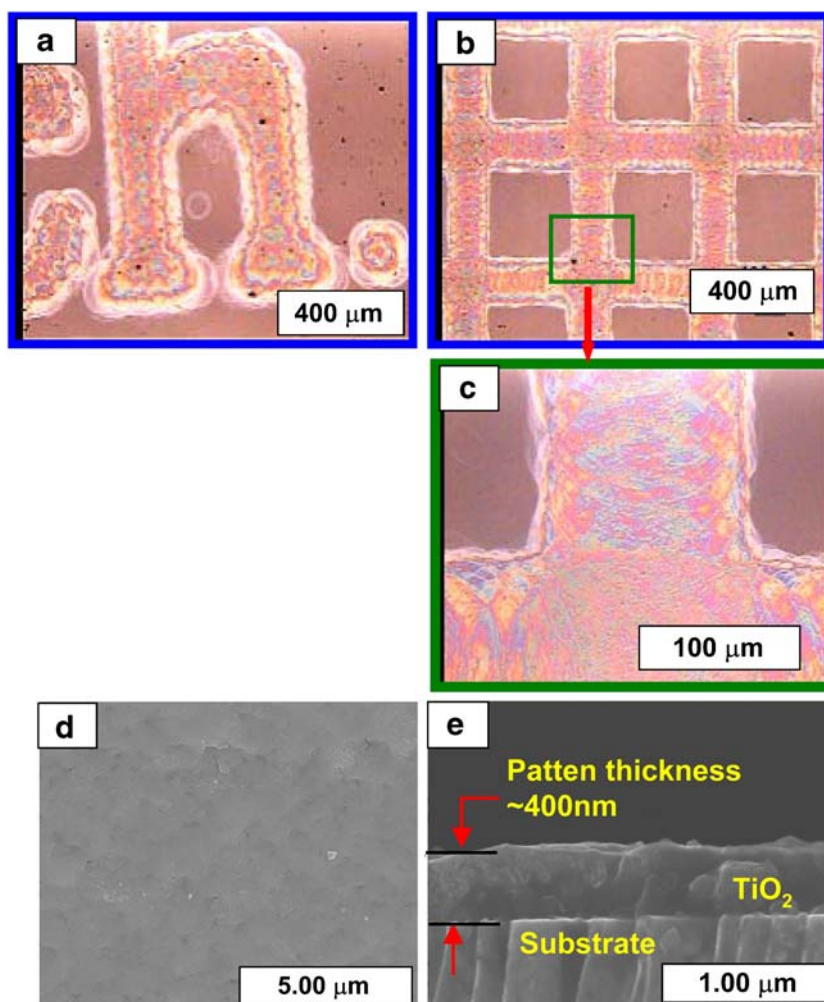 a
400 μm
b
400 μm
c
100 μm
d
5.00 μm
e
Patten thickness
~400nm
TiO₂
Substrate
1.00 μm